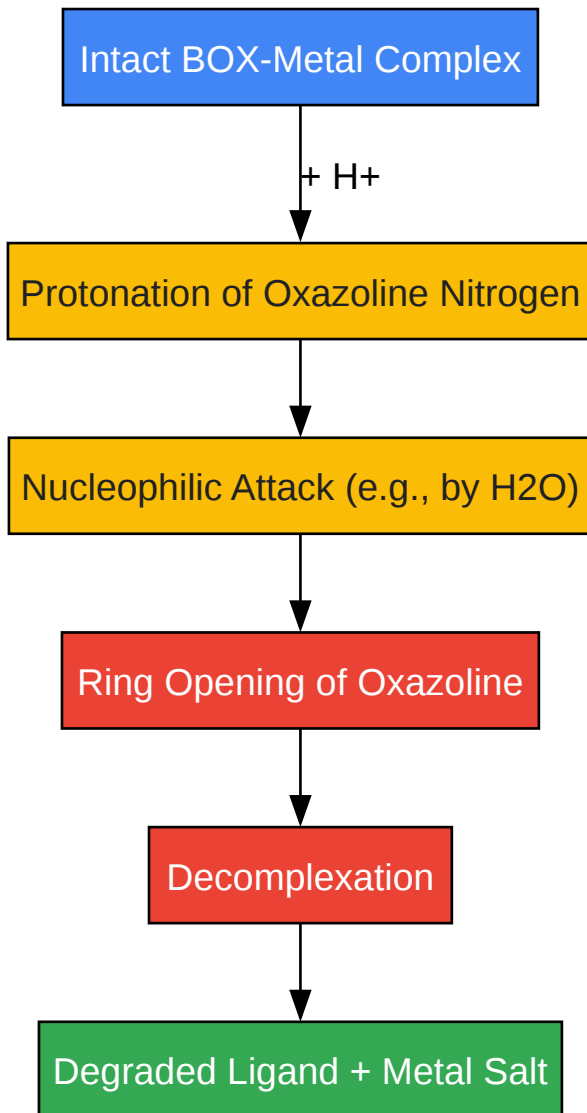 Intact BOX-Metal Complex
+ H+
Protonation of Oxazoline Nitrogen
Nucleophilic Attack (e.g., by H2O)
Ring Opening of Oxazoline
Decomplexation
Degraded Ligand + Metal Salt